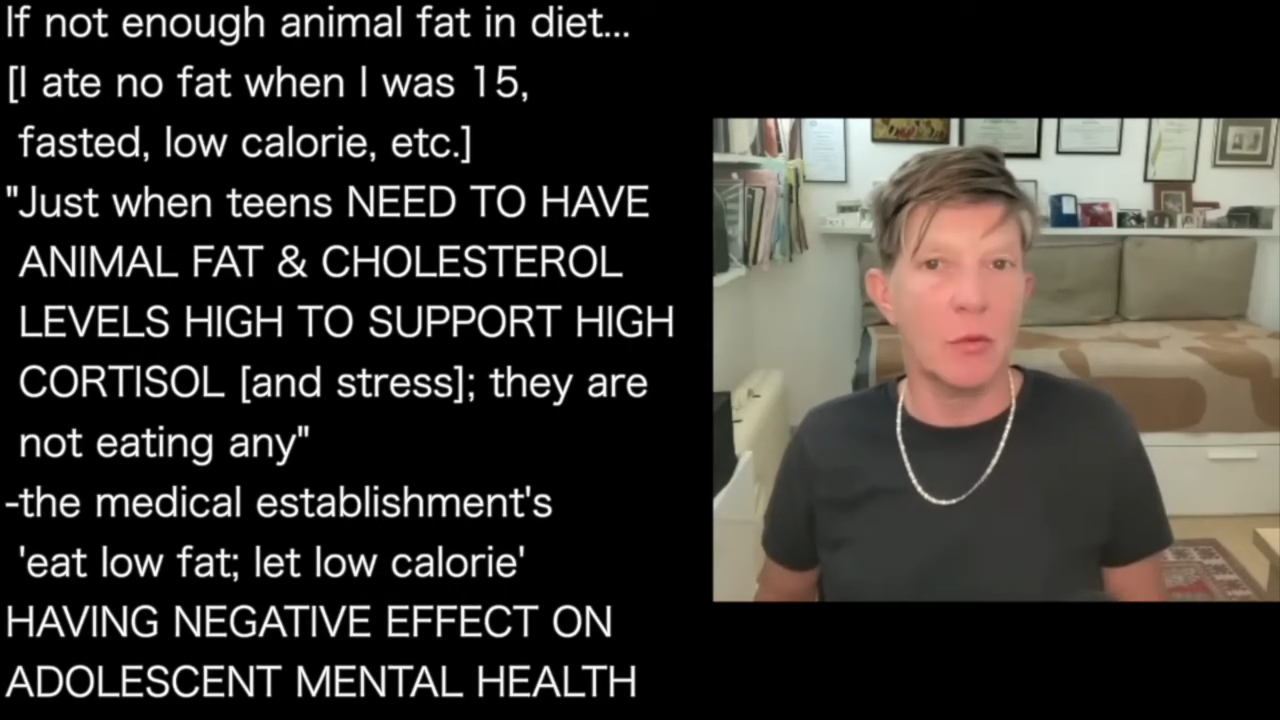 If not enough animal fat in diet...
[I ate no fat when I was 15,
fasted, low calorie, etc.]
"Just when teens NEED TO HAVE
ANIMAL FAT & CHOLESTEROL
LEVELS HIGH TO SUPPORT HIGH
CORTISOL [and stress]; they are
not eating any"
-the medical establishment's
'eat low fat; let low calorie'
HAVING NEGATIVE EFFECT ON
ADOLESCENT MENTAL HEALTH